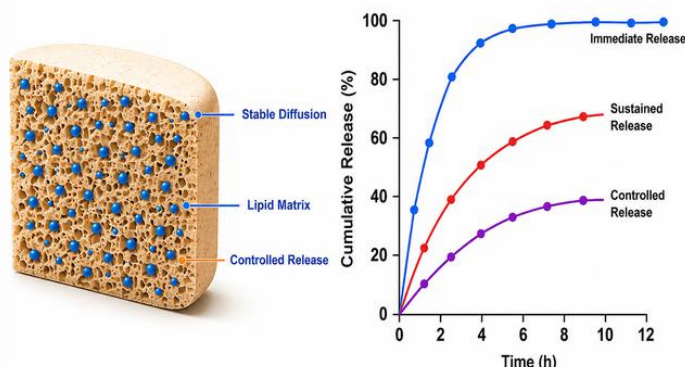 Stable Diffusion
Lipid Matrix
Controlled Release
Cumulative Release (%)
100
80
60
40
20
0
Immediate Release
Sustained
Release
Controlled
Release
0 2 4 6 8 10 12
Time (h)